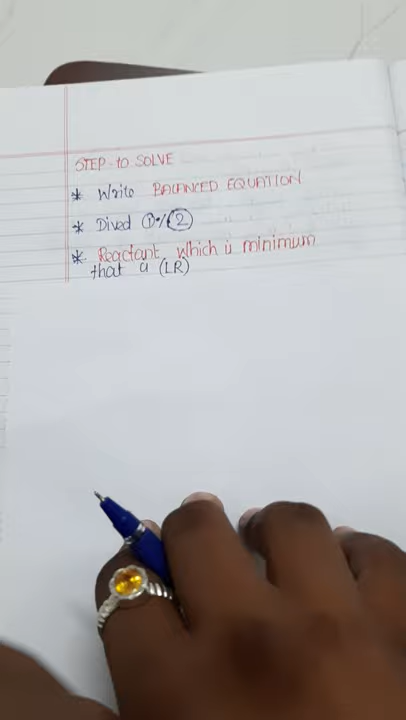 STEP to SOLVE
* Write BALANCED EQUATION
* Dived ① % ②
* Reactant which is minimum
that a (LR)